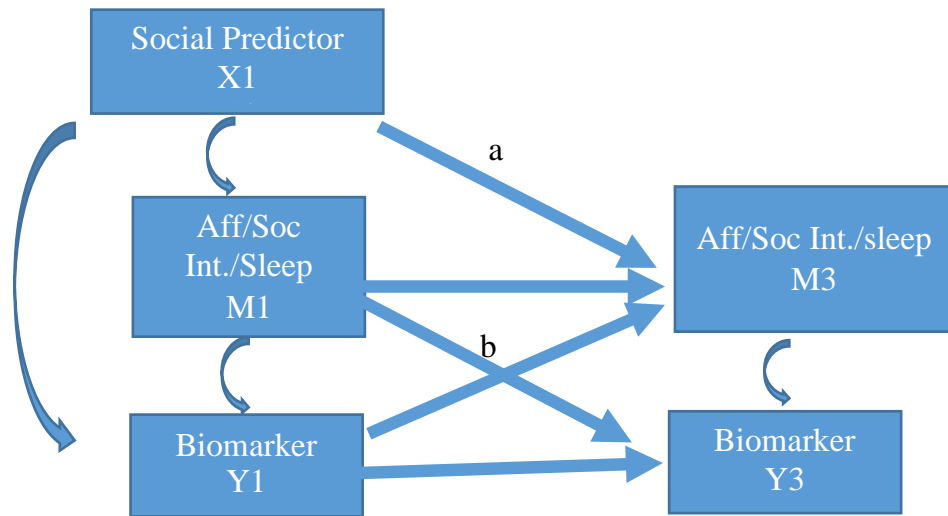 Social Predictor
X1
a
Aff/Soc
Int./Sleep
M1
Aff/Soc Int./sleep
M3
b
Biomarker
Y1
Biomarker
Y3